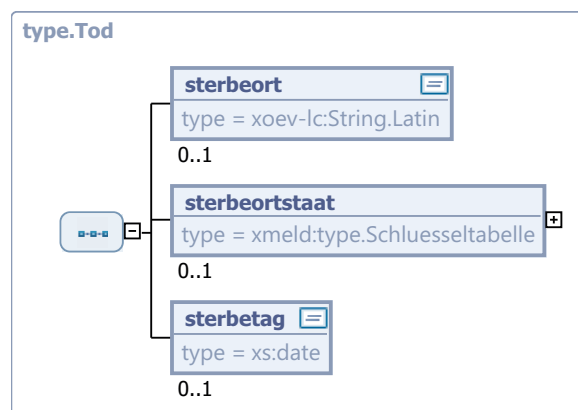 type.Tod
sterbeort
type = xoev-lc:String.Latin
0..1
sterbeortstaat
type = xmeld:type.Schluesseltabelle
0..1
sterbetag
type = xs:date
0..1